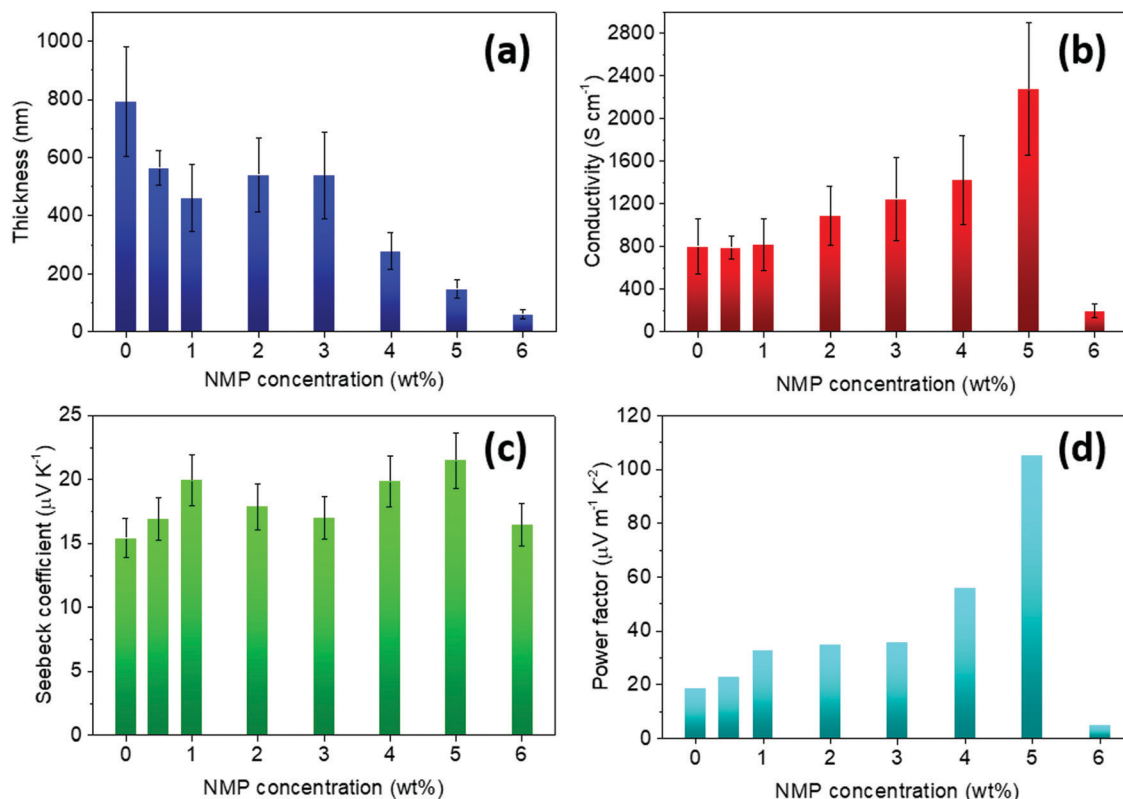 (a)
Thickness (nm)
1000
800
600
400
200
0
0 1 2 3 4 5 6
NMP concentration (wt%)
(b)
Conductivity (S cm⁻¹)
2800
2400
2000
1600
1200
800
400
0
0 1 2 3 4 5 6
NMP concentration (wt%)
(c)
Seebeck coefficient (μV K⁻¹)
25
20
15
10
5
0
0 1 2 3 4 5 6
NMP concentration (wt%)
(d)
Power factor (μV m⁻¹ K⁻²)
120
100
80
60
40
20
0
0 1 2 3 4 5 6
NMP concentration (wt%)